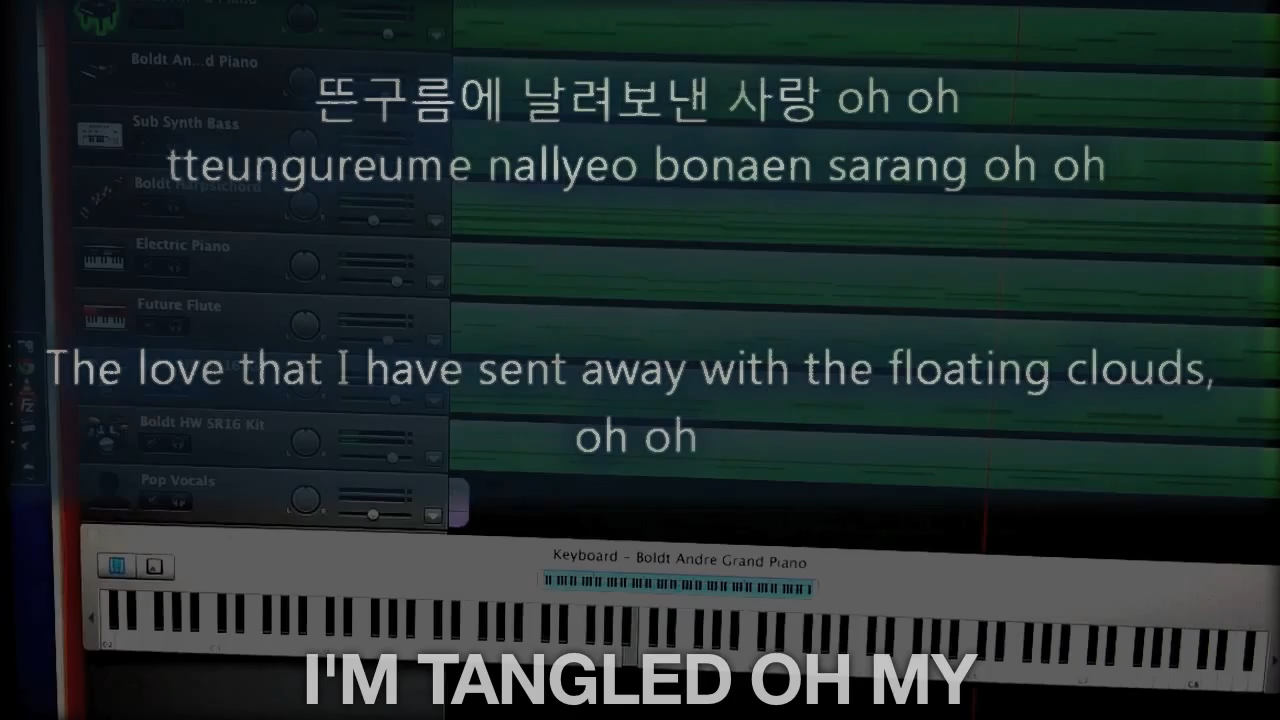 Boldt An...d Piano
뜬구름에 날려보낸 사랑 oh oh
Sub Synth Bass
tteungureume nallyeo bonaen sarang oh oh
Boldt Harpsichord
Electric Piano
Future Flute
The love that I have sent away with the floating clouds,
oh oh
Boldt HW SR16 Kit
Pop Vocals
Keyboard – Boldt Andre Grand Piano
I'M TANGLED OH MY